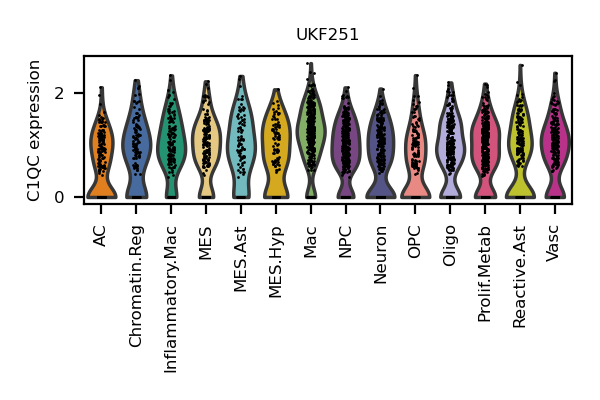 UKF251
C1QC expression
2
0
AC
Chromatin.Reg
Inflammatory.Mac
MES
MES.Ast
MES.Hyp
Mac
NPC
Neuron
OPC
Oligo
Prolif.Metab
Reactive.Ast
Vasc